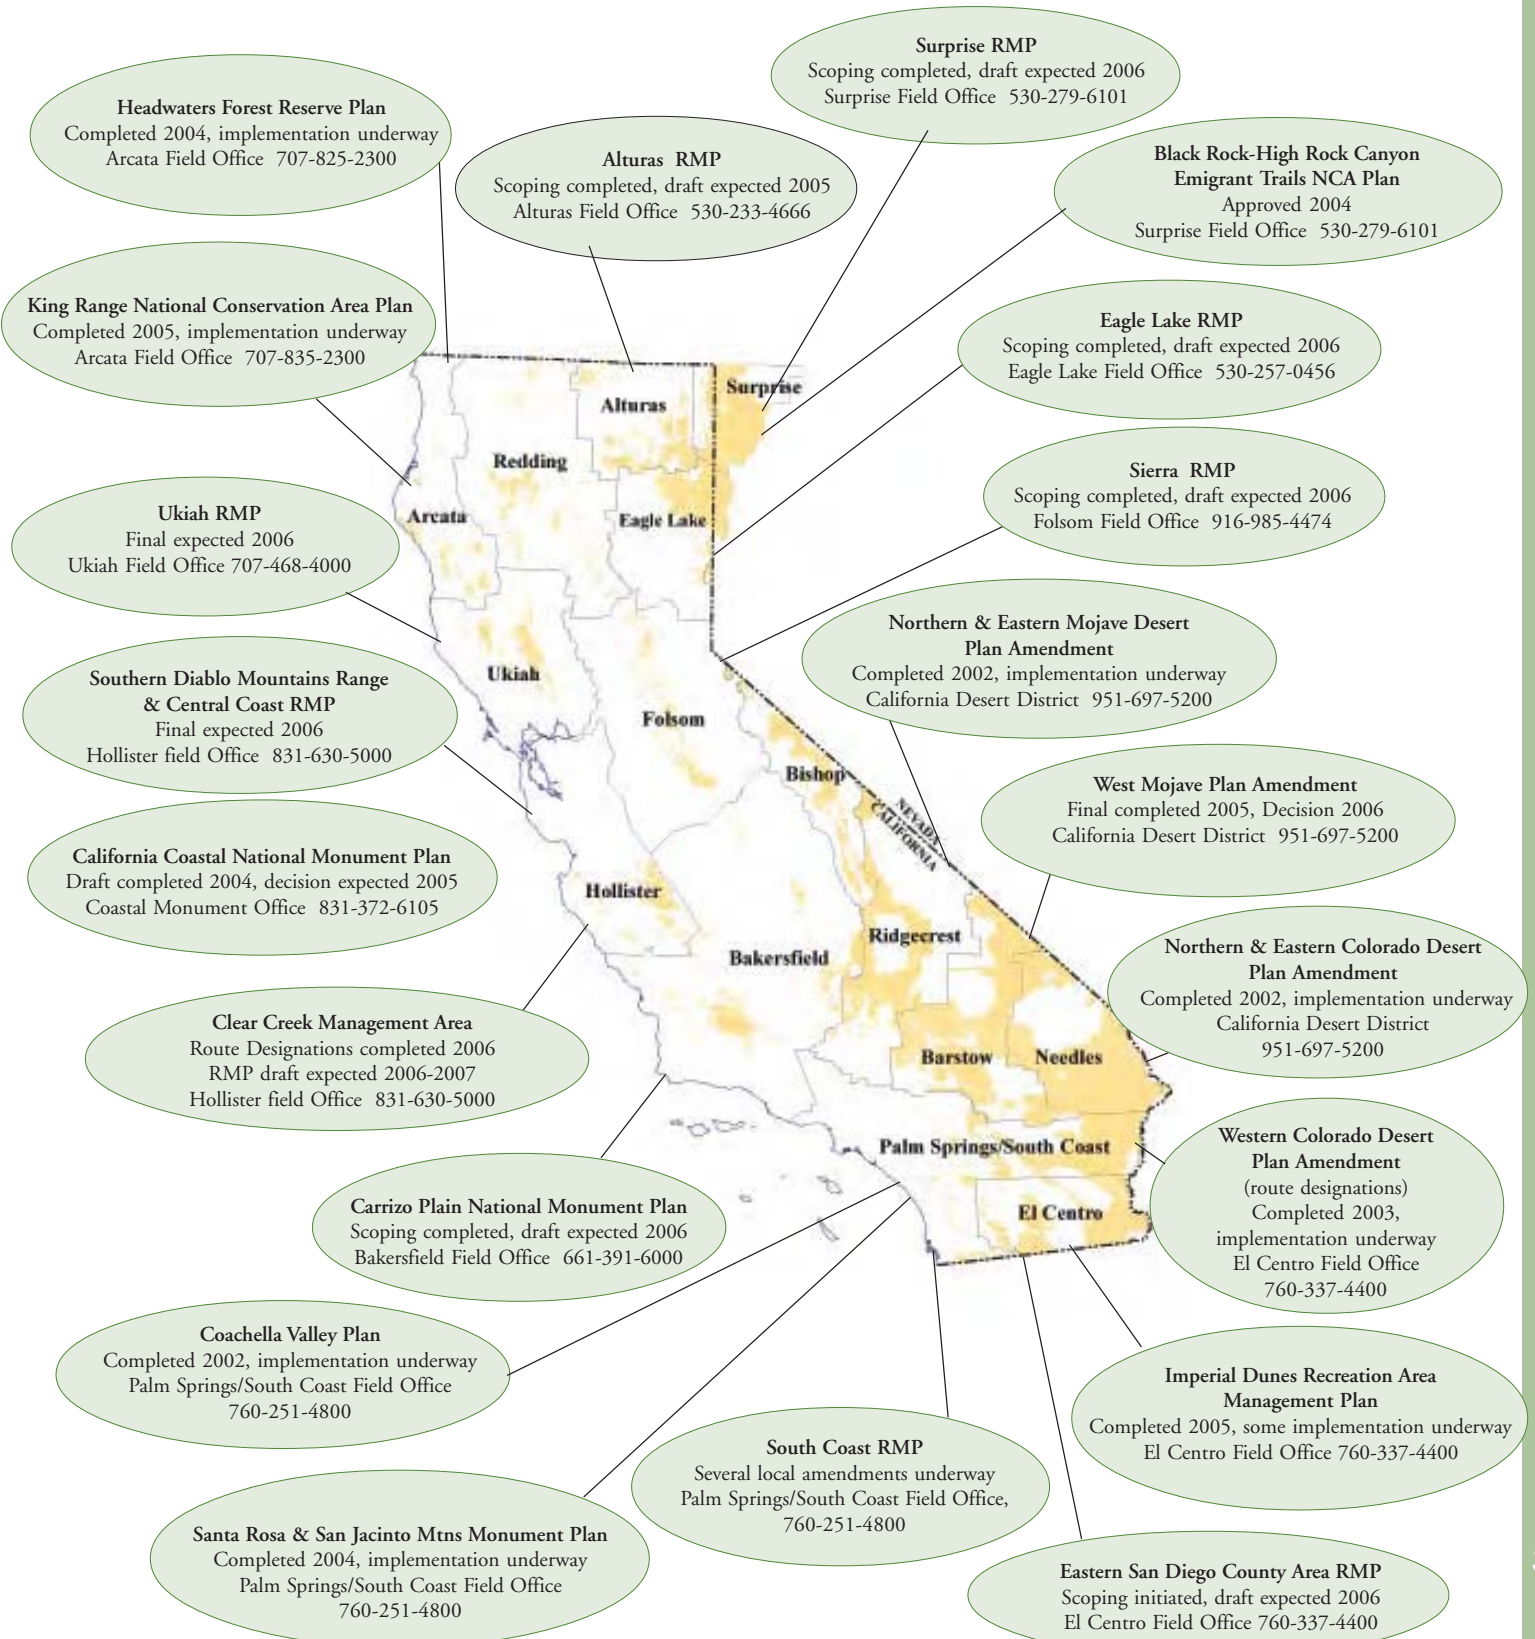 Surprise RMP
Scoping completed, draft expected 2006
Surprise Field Office 530-279-6101
Headwaters Forest Reserve Plan
Completed 2004, implementation underway
Arcata Field Office 707-825-2300
Alturas RMP
Scoping completed, draft expected 2005
Alturas Field Office 530-233-4666
Black Rock-High Rock Canyon
Emigrant Trails NCA Plan
Approved 2004
Surprise Field Office 530-279-6101
King Range National Conservation Area Plan
Completed 2005, implementation underway
Arcata Field Office 707-835-2300
Eagle Lake RMP
Scoping completed, draft expected 2006
Eagle Lake Field Office 530-257-0456
Sierra RMP
Scoping completed, draft expected 2006
Folsom Field Office 916-985-4474
Ukiah RMP
Final expected 2006
Ukiah Field Office 707-468-4000
Northern & Eastern Mojave Desert
Plan Amendment
Completed 2002, implementation underway
California Desert District 951-697-5200
Southern Diablo Mountains Range
& Central Coast RMP
Final expected 2006
Hollister field Office 831-630-5000
West Mojave Plan Amendment
Final completed 2005, Decision 2006
California Desert District 951-697-5200
California Coastal National Monument Plan
Draft completed 2004, decision expected 2005
Coastal Monument Office 831-372-6105
Northern & Eastern Colorado Desert
Plan Amendment
Completed 2002, implementation underway
California Desert District
951-697-5200
Clear Creek Management Area
Route Designations completed 2006
RMP draft expected 2006-2007
Hollister field Office 831-630-5000
Western Colorado Desert
Plan Amendment
(route designations)
Completed 2003,
implementation underway
El Centro Field Office
760-337-4400
Carrizo Plain National Monument Plan
Scoping completed, draft expected 2006
Bakersfield Field Office 661-391-6000
Coachella Valley Plan
Completed 2002, implementation underway
Palm Springs/South Coast Field Office
760-251-4800
Imperial Dunes Recreation Area
Management Plan
Completed 2005, some implementation underway
El Centro Field Office 760-337-4400
South Coast RMP
Several local amendments underway
Palm Springs/South Coast Field Office,
760-251-4800
Santa Rosa & San Jacinto Mtns Monument Plan
Completed 2004, implementation underway
Palm Springs/South Coast Field Office
760-251-4800
Eastern San Diego County Area RMP
Scoping initiated, draft expected 2006
El Centro Field Office 760-337-4400
Surprise
Alturas
Redding
Arcata
Eagle Lake
Ukiah
Folsom
Bishop
NEVADA
CALIFORNIA
Hollister
Ridgecrest
Bakersfield
Barstow
Needles
Palm Springs/South Coast
El Centro